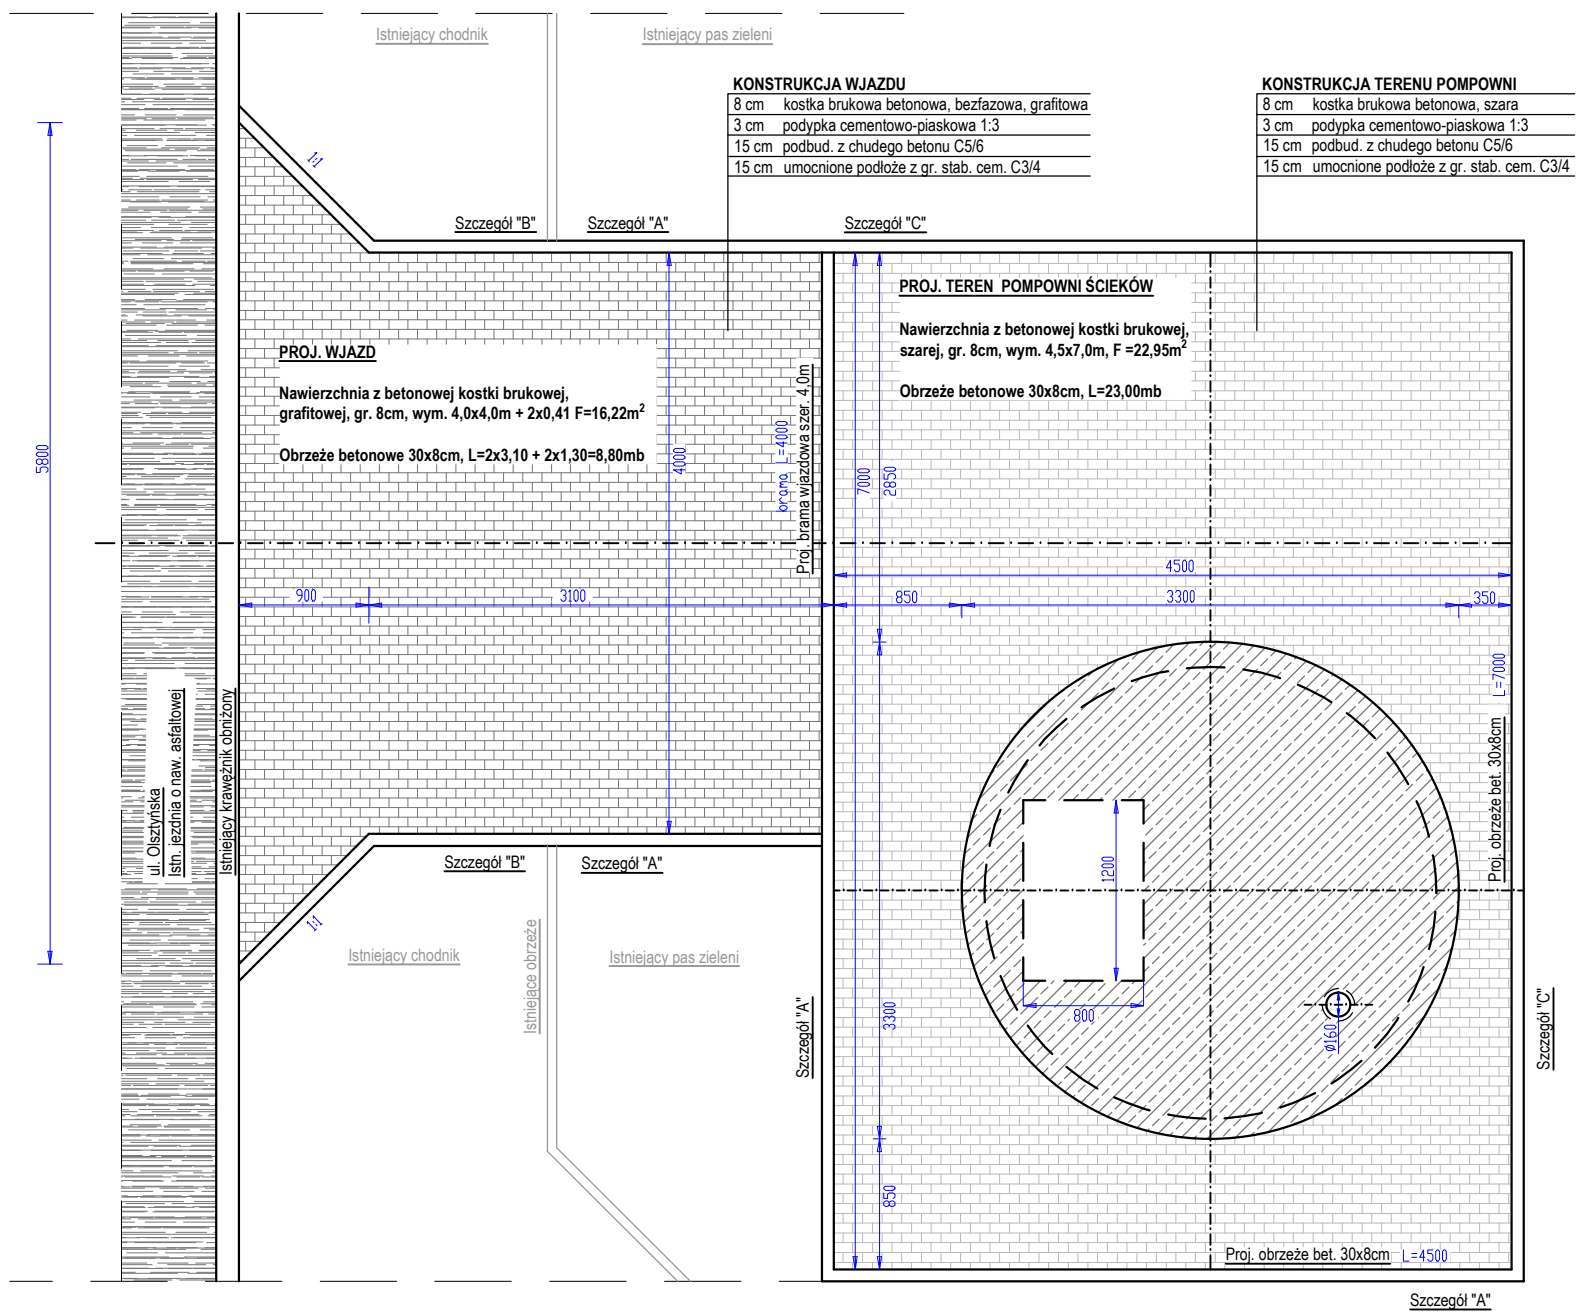 Istniejący chodnik
Istniejący pas zieleni
KONSTRUKCJA WJAZDU
8 cm kostka brukowa betonowa, bezfazowa, grafitowa
3 cm podypka cementowo-piaskowa 1:3
15 cm podbud. z chudego betonu C5/6
15 cm umocnione podłoże z gr. stab. cem. C3/4
KONSTRUKCJA TERENU POMPOWNI
8 cm kostka brukowa betonowa, szara
3 cm podypka cementowo-piaskowa 1:3
15 cm podbud. z chudego betonu C5/6
15 cm umocnione podłoże z gr. stab. cem. C3/4
1:1
Szczegół "B"
Szczegół "A"
Szczegół "C"
PROJ. WJAZD
Nawierzchnia z betonowej kostki brukowej,
grafitowej, gr. 8cm, wym. 4,0x4,0m + 2x0,41 F=16,22m²
Obrzeże betonowe 30x8cm, L=2x3,10 + 2x1,30=8,80mb
PROJ. TEREN POMPOWNI ŚCIEKÓW
Nawierzchnia z betonowej kostki brukowej,
szarej, gr. 8cm, wym. 4,5x7,0m, F =22,95m²
Obrzeże betonowe 30x8cm, L=23,00mb
5800
4000
brama L=4000
Proj. brama wjazdowa szer. 4,0m
7000
2850
4500
900
3100
850
3300
350
L=7000
Proj. obrzeże bet. 30x8cm
ul. Olsztyńska
Istn. jezdnia o naw. asfaltowej
Istniejący krawężnik obniżony
Szczegół "B"
Szczegół "A"
1:1
1200
800
ø160
Istniejący chodnik
Istniejące obrzeże
Istniejący pas zieleni
Szczegół "A"
3300
850
Szczegół "C"
Proj. obrzeże bet. 30x8cm L=4500
Szczegół "A"